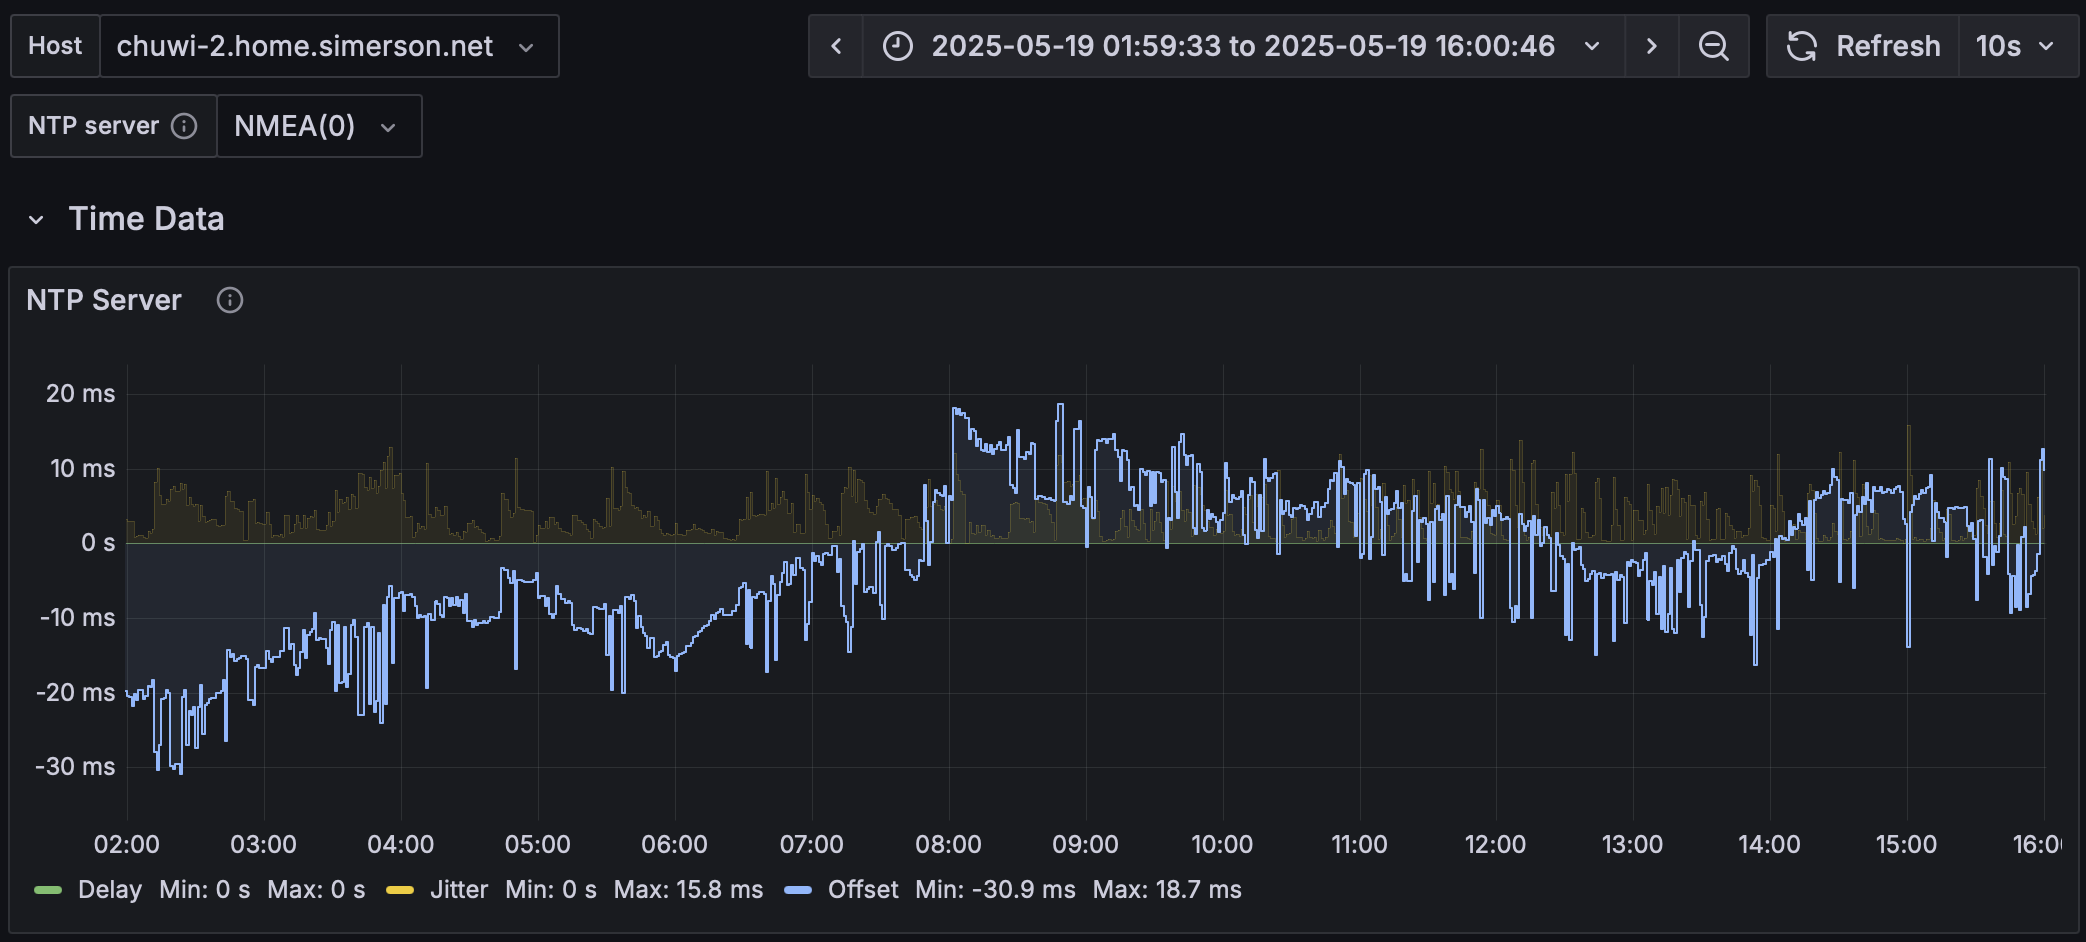 Host chuwi-2.home.simerson.net 2025-05-19 01:59:33 to 2025-05-19 16:00:46 Refresh 10s
NTP server NMEA(0)
Time Data
NTP Server
20 ms
10 ms
0 s
-10 ms
-20 ms
-30 ms
02:00 03:00 04:00 05:00 06:00 07:00 08:00 09:00 10:00 11:00 12:00 13:00 14:00 15:00 16:0
Delay Min: 0 s Max: 0 s Jitter Min: 0 s Max: 15.8 ms Offset Min: -30.9 ms Max: 18.7 ms